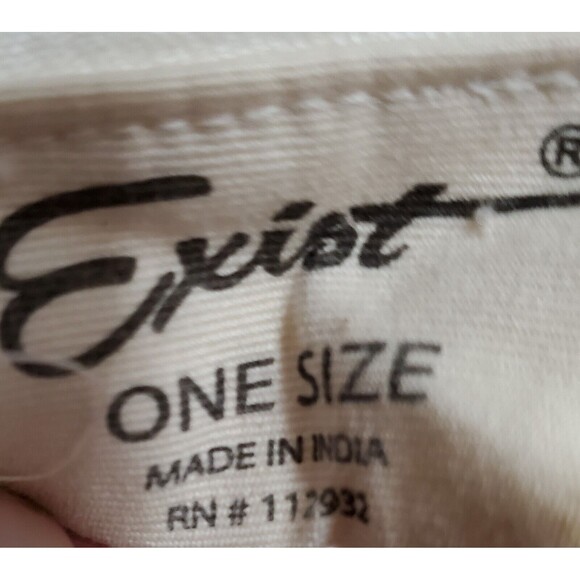 Exist ®
ONE SIZE
MADE IN INDIA
RN # 112932